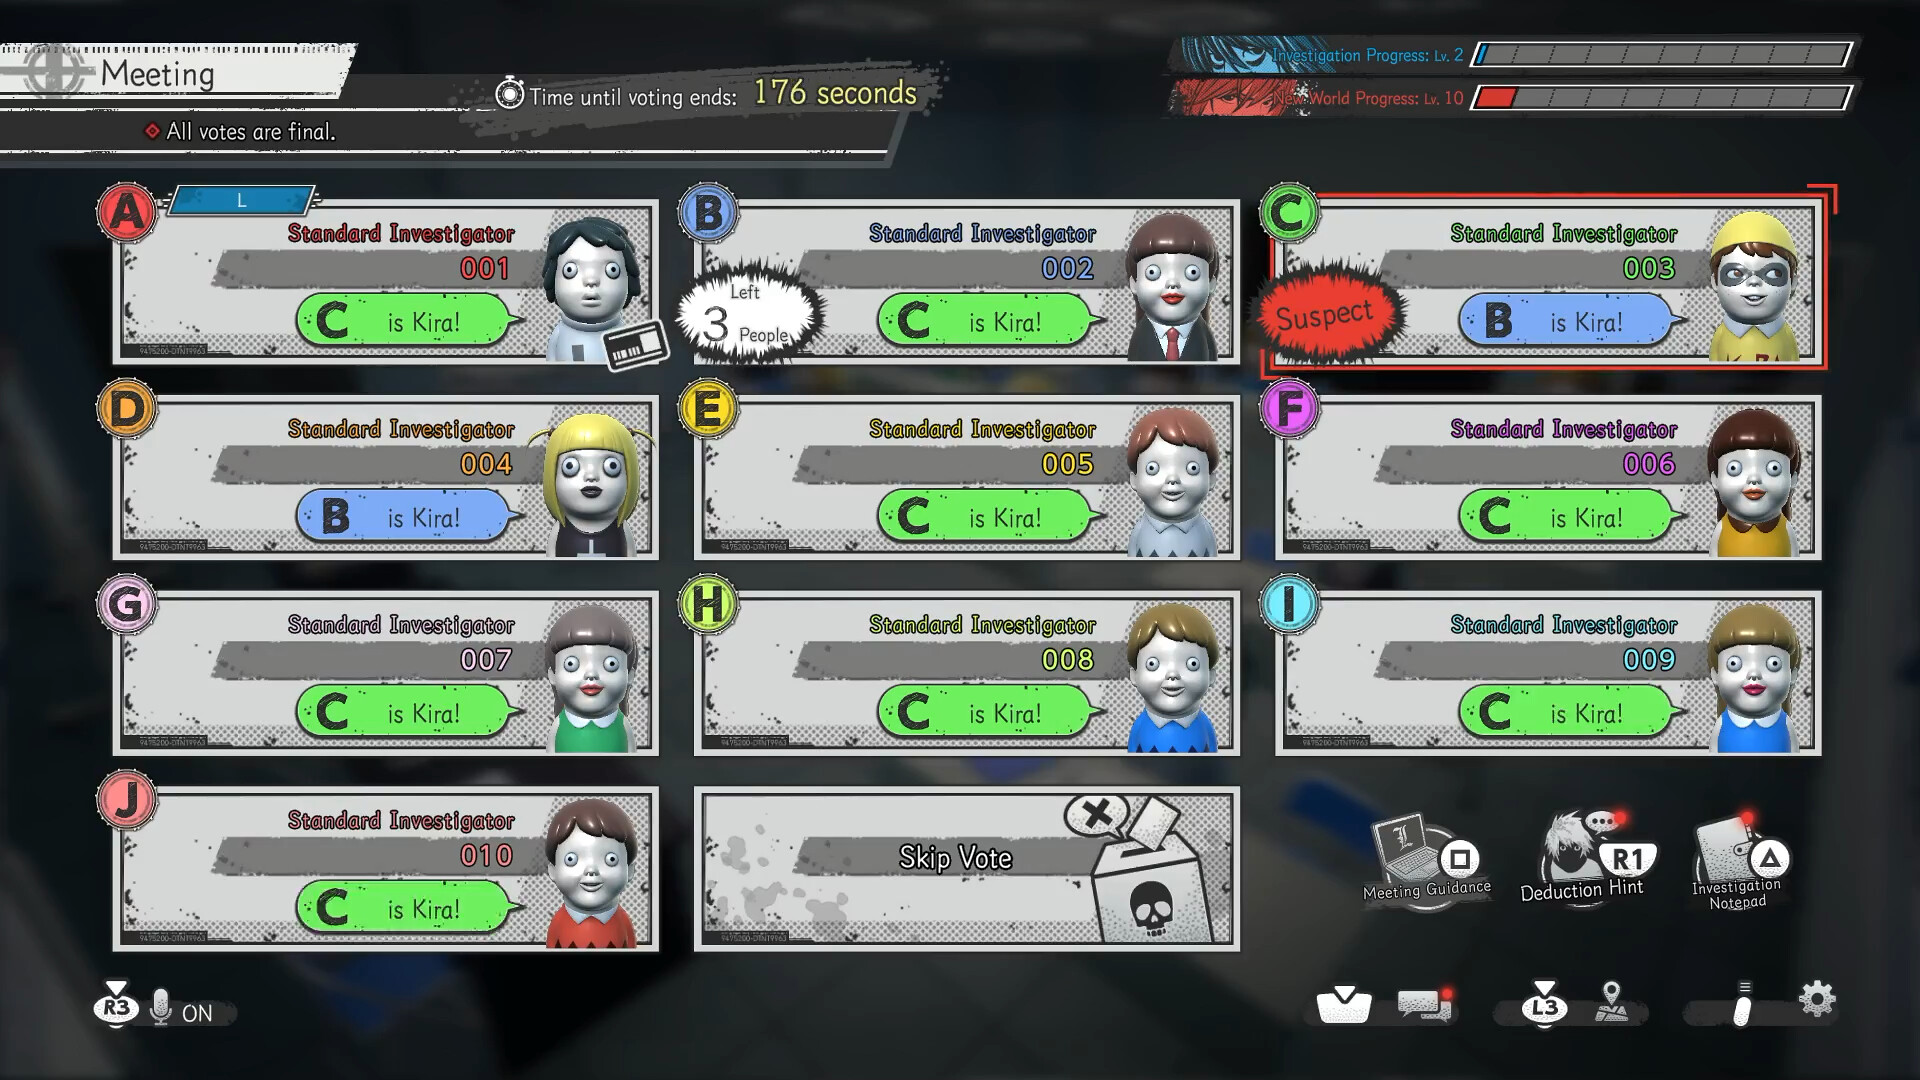 Meeting
Time until voting ends: 176 seconds
All votes are final.
Investigation Progress: Lv. 2
New World Progress: Lv. 10
A
L
Standard Investigator
001
C is Kira!
B
Standard Investigator
002
Left
3
People
C is Kira!
C
Standard Investigator
003
Suspect
B is Kira!
D
Standard Investigator
004
B is Kira!
E
Standard Investigator
005
C is Kira!
F
Standard Investigator
006
C is Kira!
G
Standard Investigator
007
C is Kira!
H
Standard Investigator
008
C is Kira!
I
Standard Investigator
009
C is Kira!
J
Standard Investigator
010
C is Kira!
Skip Vote
Meeting Guidance
R1
Deduction Hint
Investigation
Notepad
R3
ON
L3